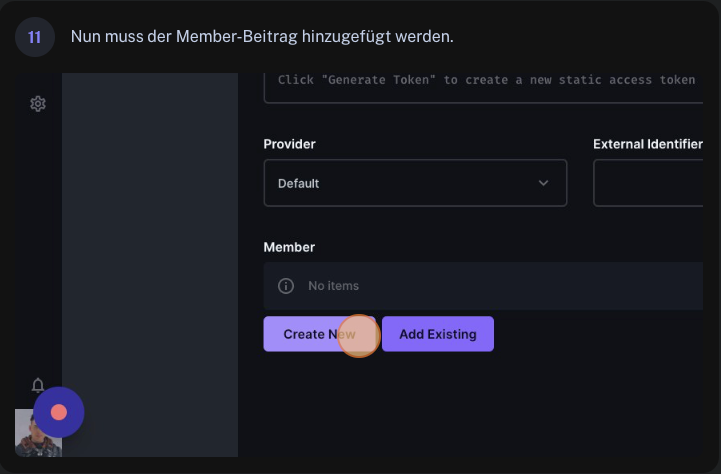 11 Nun muss der Member-Beitrag hinzugefügt werden.
Click "Generate Token" to create a new static access token
Provider External Identifier
Default
Member
No items
Create New Add Existing